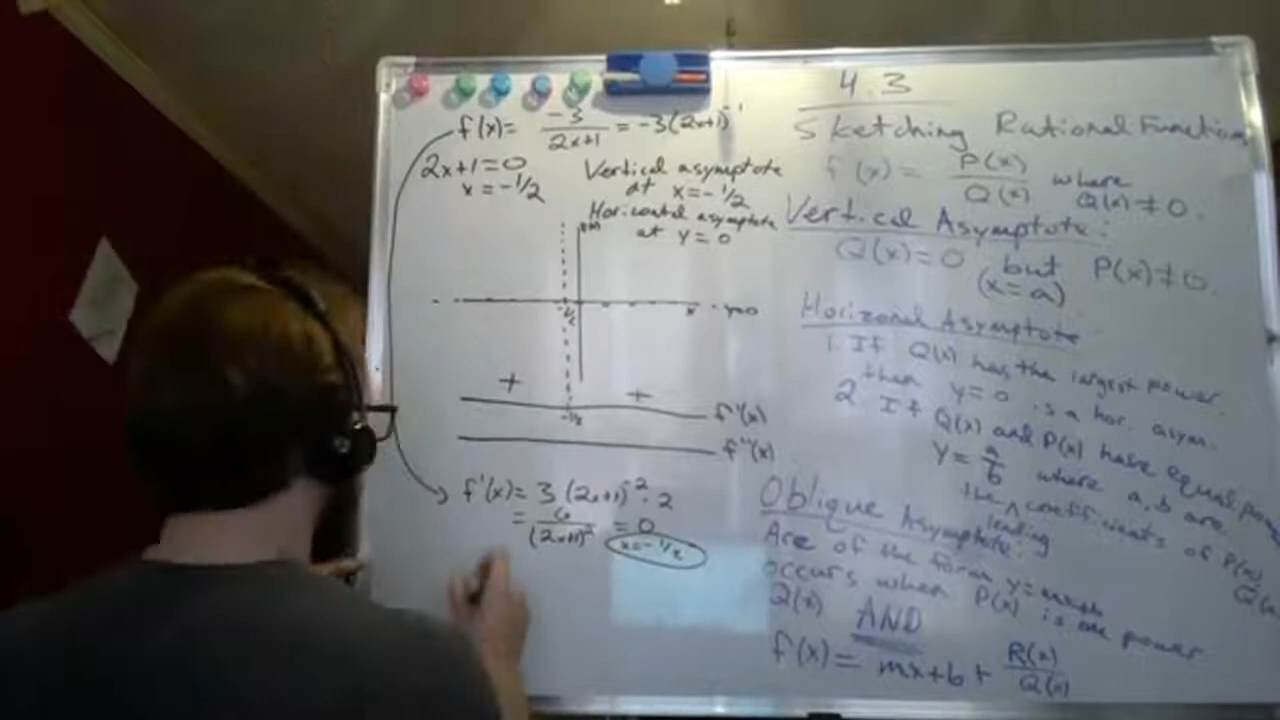 f(x)= -3/2x+1 = -3(2x+1)^-1
2x+1=0
x=-1/2
Vertical asymptote
at x=-1/2
Horizontal asymptote
at y=0
-1/2
x
y=0
+ +
-1/2
f'(x)
f''(x)
f'(x)= 3(2x+1)^-2 · 2
= 6/(2x+1)^2 = 0
x=-1/2
4.3
Sketching Rational Functions
f(x) = P(x)/Q(x) where
Q(x) ≠ 0.
Vertical Asymptote:
Q(x)=0 but P(x)≠0.
(x=a)
Horizonal Asymptote
1. If Q(x) has the largest power.
then y=0 is a hor. asym.
2 If Q(x) and P(x) have equal power
y = a/b where a,b are
the leading coefficients of P(x),
Q(x)
Oblique Asymptote:
Are of the form y=mx+b
occurs when P(x) is one power
Q(x) AND
f(x) = mx+b+ R(x)/Q(x)